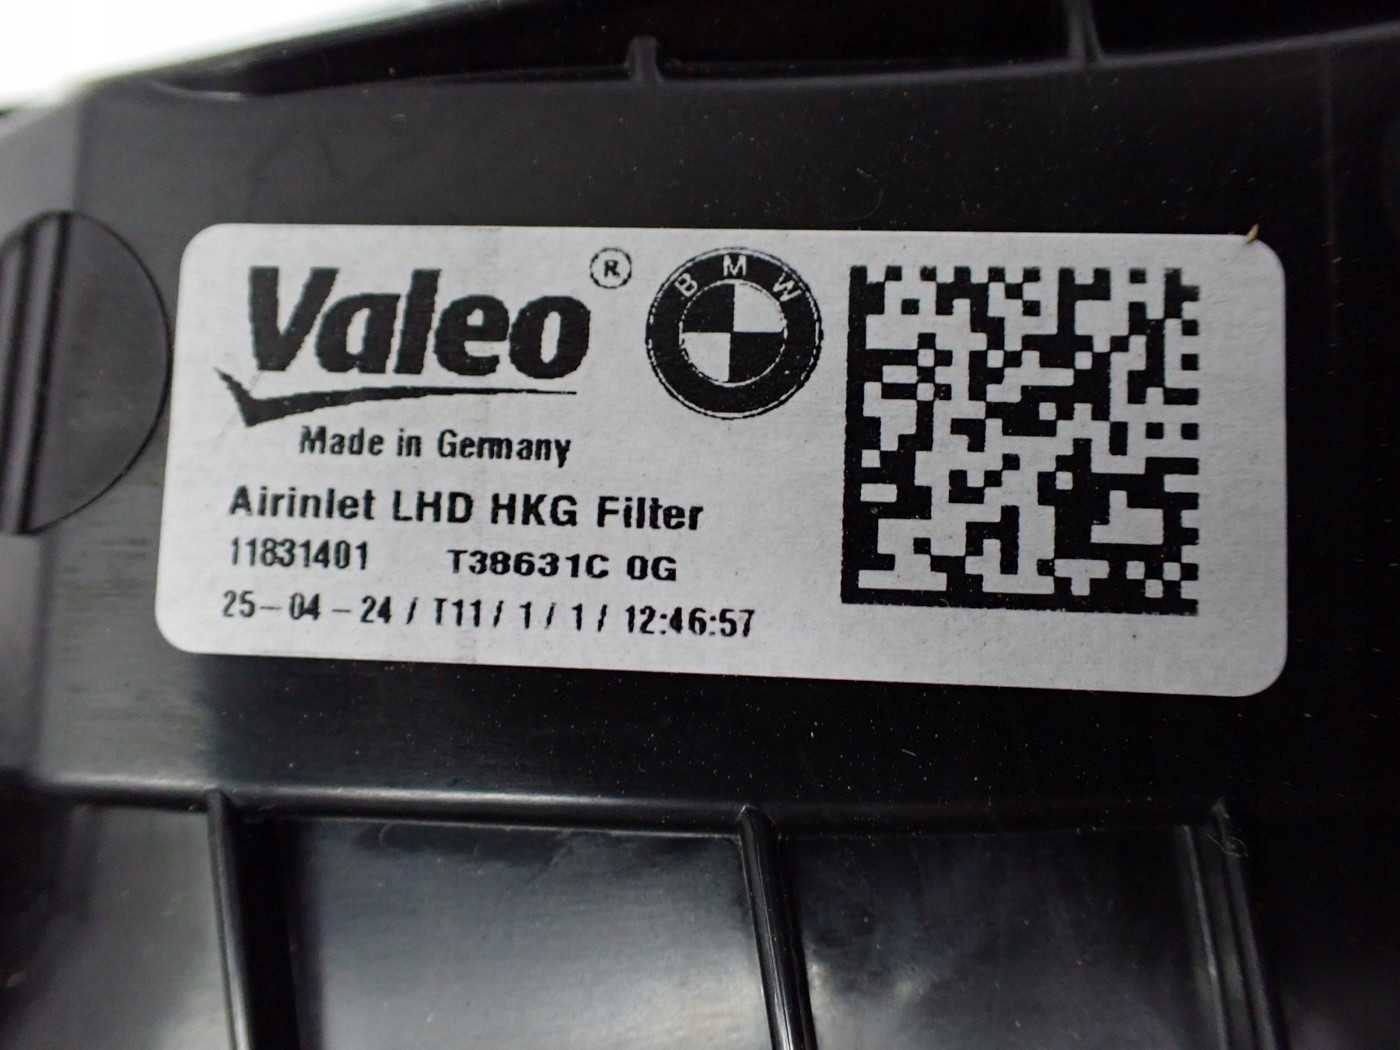 Valeo ®
BMW
Made in Germany
Airinlet LHD HKG Filter
11831401 T38631C 0G
25-04-24 / T11 / 1 / 1 / 12:46:57